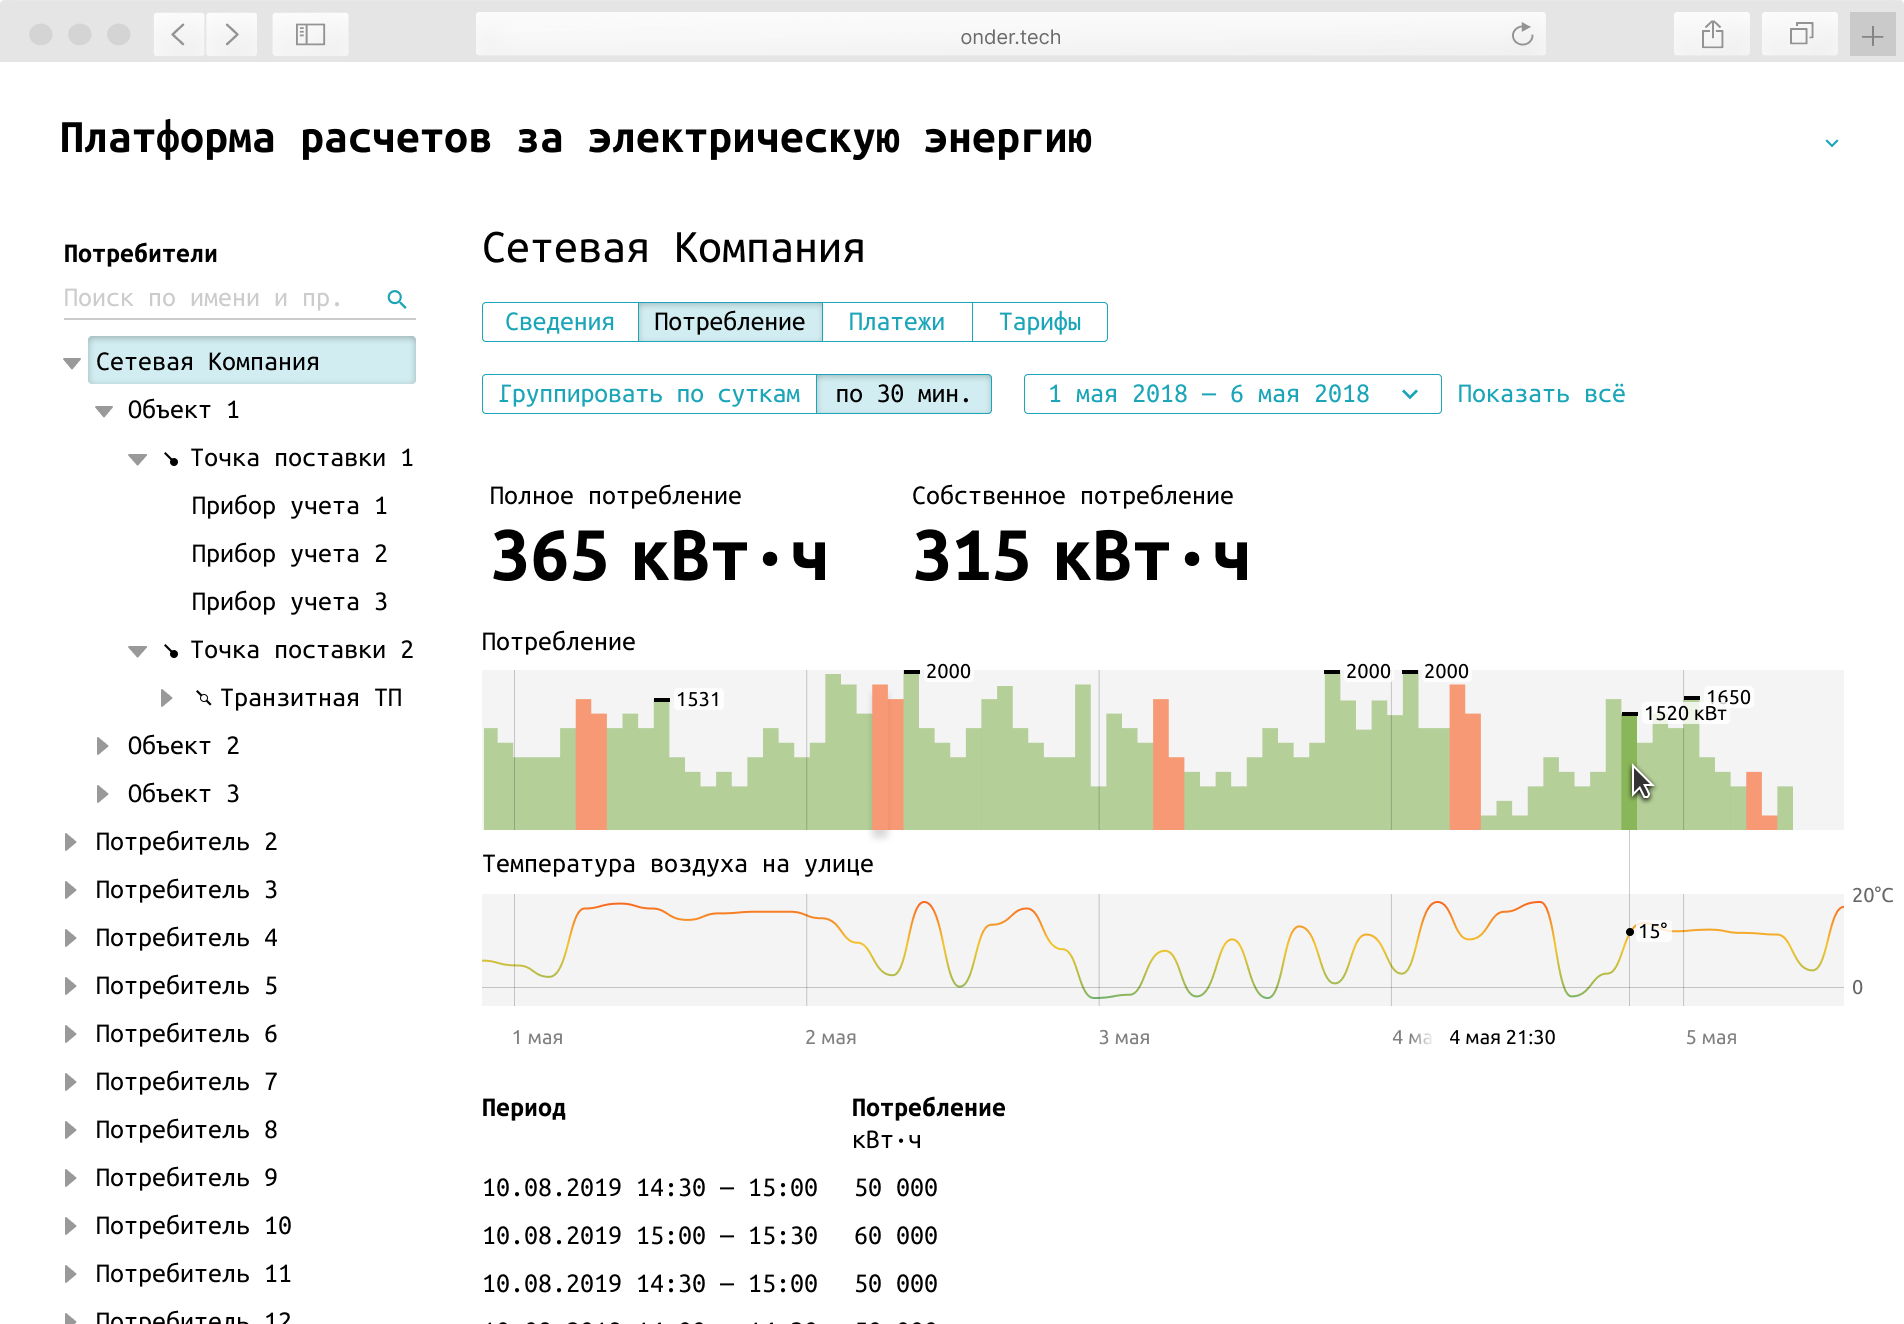 onder.tech
Платформа расчетов за электрическую энергию
Потребители
Поиск по имени и пр.
Сетевая Компания
Объект 1
Точка поставки 1
Прибор учета 1
Прибор учета 2
Прибор учета 3
Точка поставки 2
Транзитная ТП
Объект 2
Объект 3
Потребитель 2
Потребитель 3
Потребитель 4
Потребитель 5
Потребитель 6
Потребитель 7
Потребитель 8
Потребитель 9
Потребитель 10
Потребитель 11
Потребитель 12
Сетевая Компания
Сведения Потребление Платежи Тарифы
Группировать по суткам по 30 мин. 1 мая 2018 – 6 мая 2018 Показать всё
Полное потребление Собственное потребление
365 кВт·ч 315 кВт·ч
Потребление
2000 2000 2000
1531 1650
1520 кВт
Температура воздуха на улице
20°C
15°
0
1 мая 2 мая 3 мая 4 ма 4 мая 21:30 5 мая
Период Потребление
кВт·ч
10.08.2019 14:30 – 15:00 50 000
10.08.2019 15:00 – 15:30 60 000
10.08.2019 14:30 – 15:00 50 000